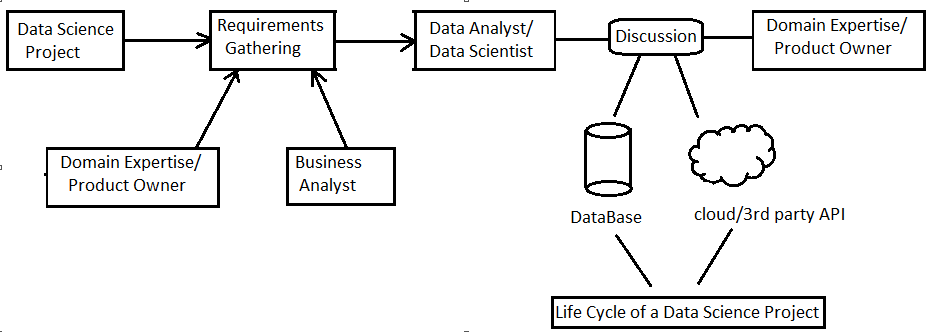 Data Science
Project
Requirements
Gathering
Data Analyst/
Data Scientist
Discussion
Domain Expertise/
Product Owner
Domain Expertise/
Product Owner
Business
Analyst
DataBase
cloud/3rd party API
Life Cycle of a Data Science Project